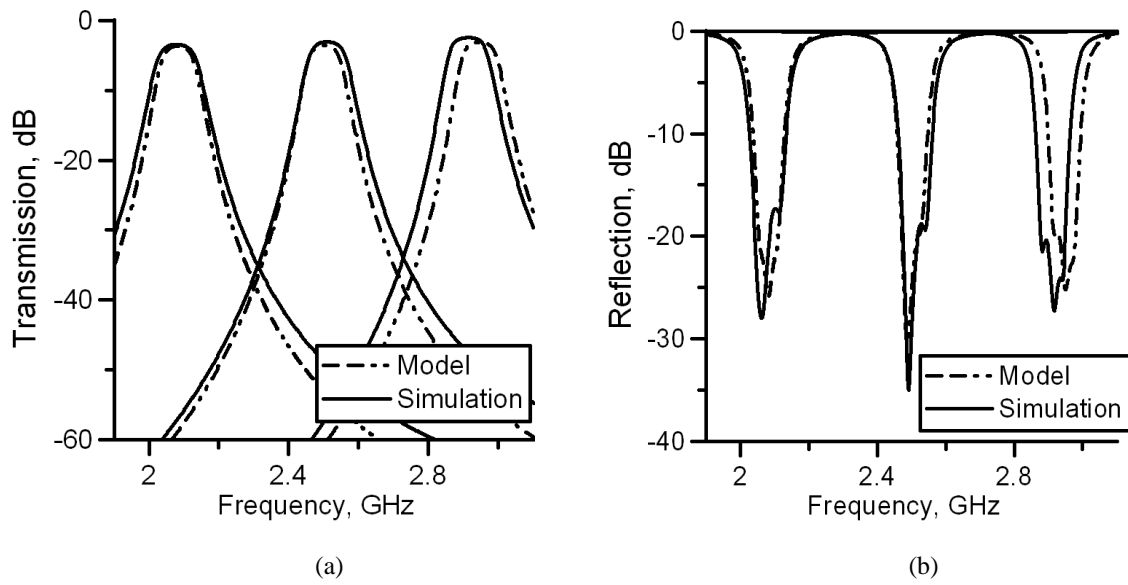 Transmission, dB
0
-20
-40
-60
2
2.4
2.8
Frequency, GHz
Model
Simulation
(a)
Reflection, dB
0
-10
-20
-30
-40
2
2.4
2.8
Frequency, GHz
Model
Simulation
(b)